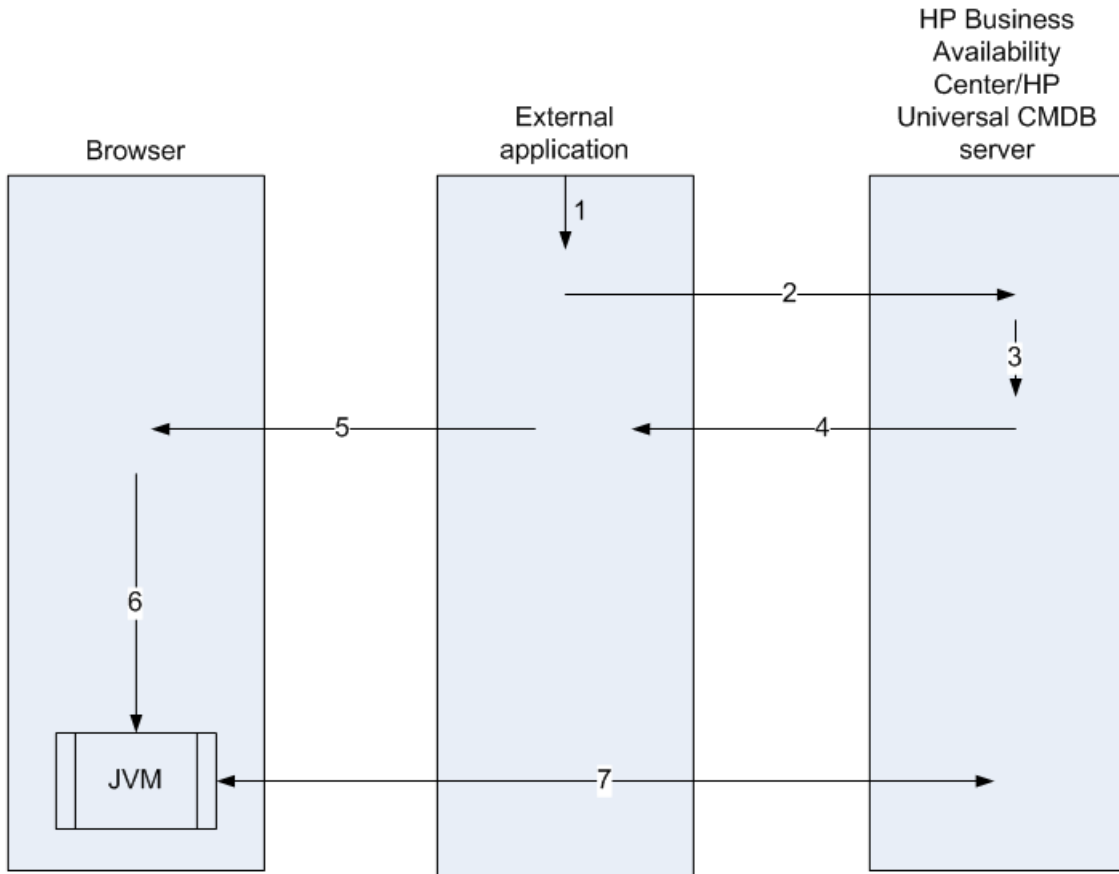 HP Business
Availability
Center/HP
Universal CMDB
server
External
application
Browser
1
2
3
4
5
6
JVM
7